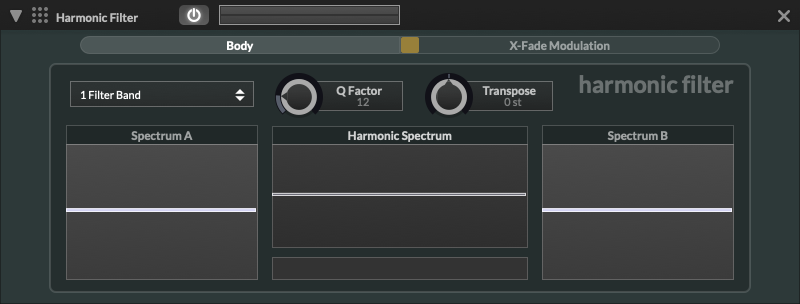 Harmonic Filter
Body
X-Fade Modulation
1 Filter Band
Q Factor
12
Transpose
0 st
harmonic filter
Spectrum A
Harmonic Spectrum
Spectrum B